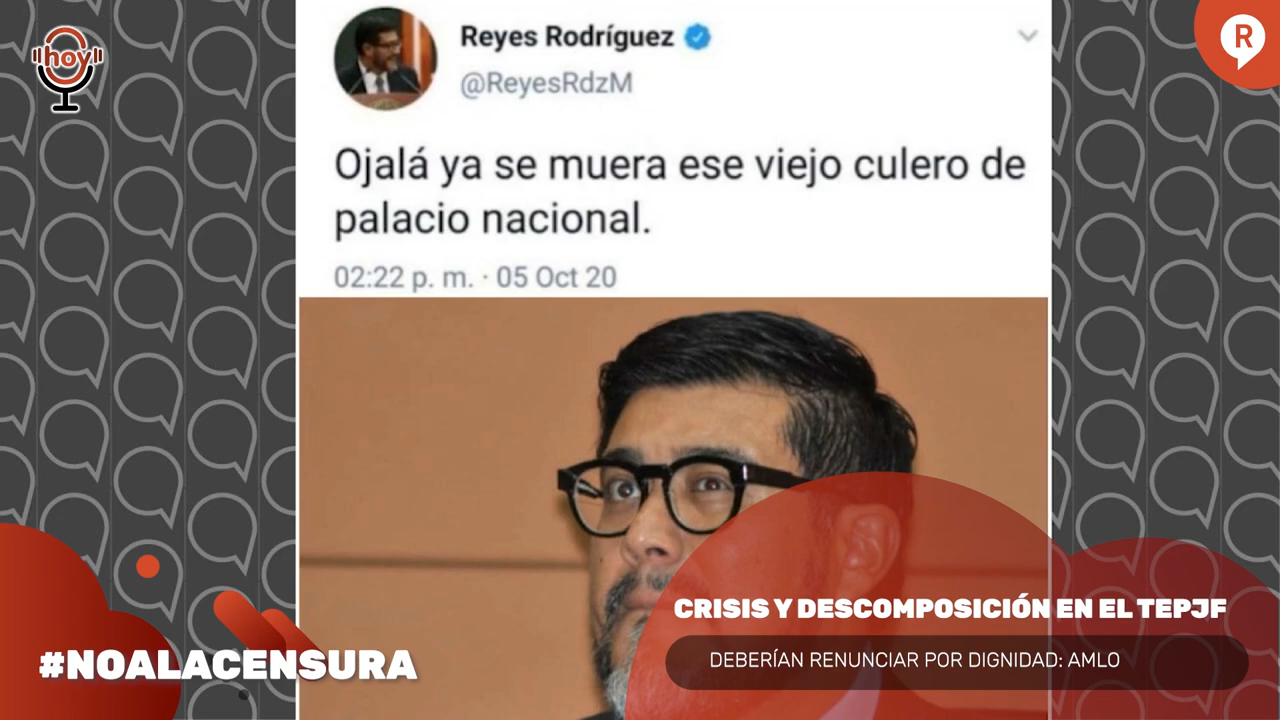 hoy
R
Reyes Rodríguez
@ReyesRdzM
Ojalá ya se muera ese viejo culero de
palacio nacional.
02:22 p. m. · 05 Oct 20
CRISIS Y DESCOMPOSICIÓN EN EL TEPJF
DEBERÍAN RENUNCIAR POR DIGNIDAD: AMLO
#NOALACENSURA